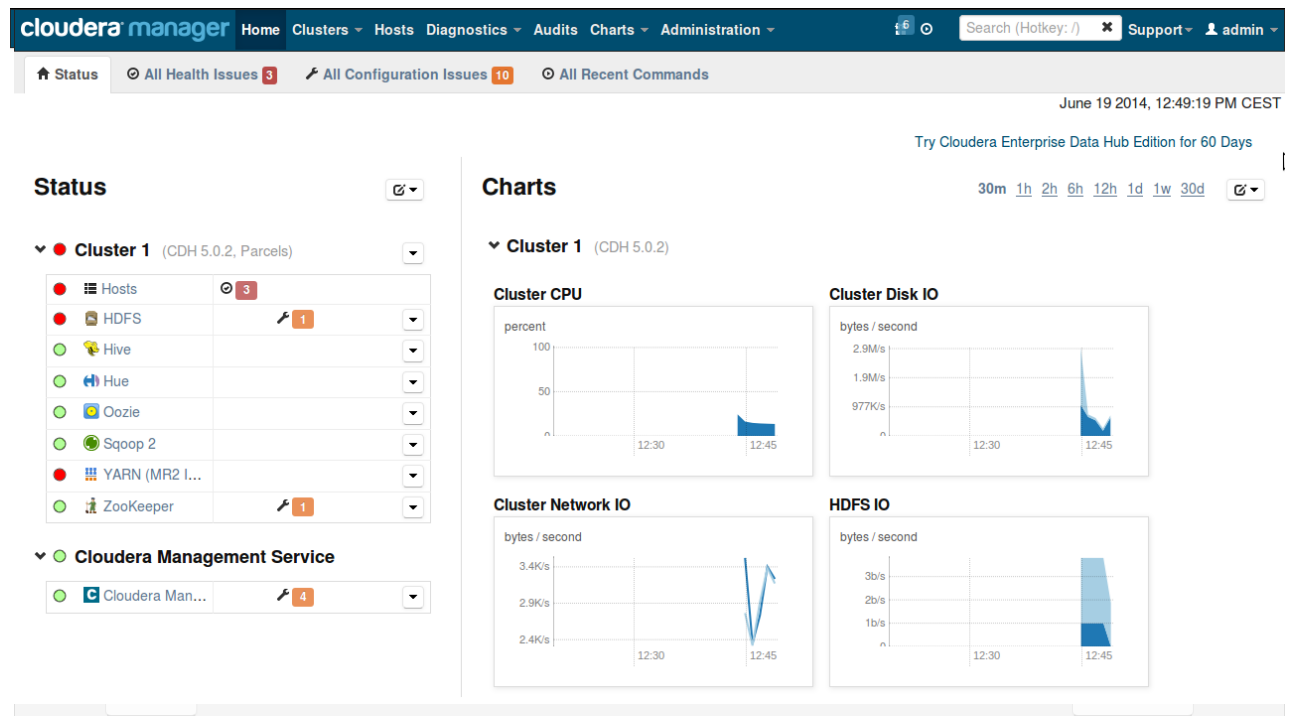 cloudera manager Home Clusters Hosts Diagnostics Audits Charts Administration 6 Search (Hotkey: /) Support admin
Status All Health Issues 3 All Configuration Issues 10 All Recent Commands
June 19 2014, 12:49:19 PM CEST
Try Cloudera Enterprise Data Hub Edition for 60 Days
Status
Cluster 1 (CDH 5.0.2, Parcels)
Hosts 3
HDFS 1
Hive
Hue
Oozie
Sqoop 2
YARN (MR2 I...
ZooKeeper 1
Cloudera Management Service
C Cloudera Man... 4
Charts
30m 1h 2h 6h 12h 1d 1w 30d
Cluster 1 (CDH 5.0.2)
Cluster CPU
percent
100
50
0
12:30 12:45
Cluster Disk IO
bytes / second
2.9M/s
1.9M/s
977K/s
0
12:30 12:45
Cluster Network IO
bytes / second
3.4K/s
2.9K/s
2.4K/s
12:30 12:45
HDFS IO
bytes / second
3b/s
2b/s
1b/s
0
12:30 12:45